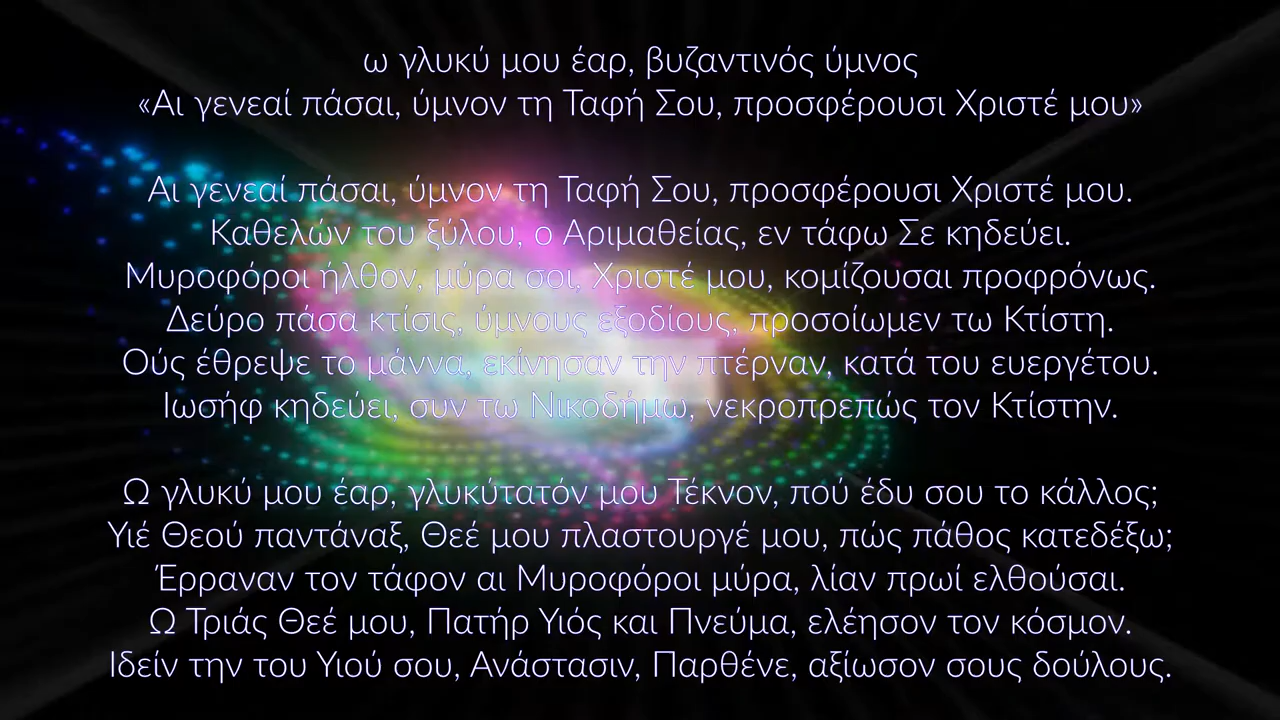 ω γλυκύ μου έαρ, βυζαντινός ύμνος
«Αι γενεαί πάσαι, ύμνον τη Ταφή Σου, προσφέρουσι Χριστέ μου»
Αι γενεαί πάσαι, ύμνον τη Ταφή Σου, προσφέρουσι Χριστέ μου.
Καθελών του ξύλου, ο Αριμαθείας, εν τάφω Σε κηδεύει.
Μυροφόροι ήλθον, μύρα σοι, Χριστέ μου, κομίζουσαι προφρόνως.
Δεύρο πάσα κτίσις, ύμνους εξοδίους, προσοίωμεν τω Κτίστη.
Ούς έθρεψε το μάννα, εκίνησαν την πτέρναν, κατά του ευεργέτου.
Ιωσήφ κηδεύει, συν τω Νικοδήμω, νεκροπρεπώς τον Κτίστην.
Ω γλυκύ μου έαρ, γλυκύτατόν μου Τέκνον, πού έδυ σου το κάλλος;
Υιέ Θεού παντάναξ, Θεέ μου πλαστουργέ μου, πώς πάθος κατεδέξω;
Έρραναν τον τάφον αι Μυροφόροι μύρα, λίαν πρωί ελθούσαι.
Ω Τριάς Θεέ μου, Πατήρ Υιός και Πνεύμα, ελέησον τον κόσμον.
Ιδείν την του Υιού σου, Ανάστασιν, Παρθένε, αξίωσον σους δούλους.